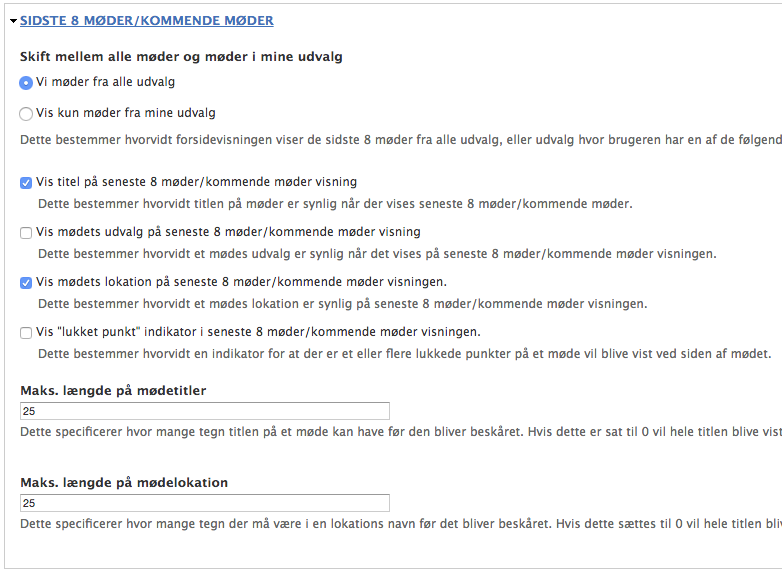 SIDSTE 8 MØDER/KOMMENDE MØDER
Skift mellem alle møder og møder i mine udvalg
Vi møder fra alle udvalg
Vis kun møder fra mine udvalg
Dette bestemmer hvorvidt forsidevisningen viser de sidste 8 møder fra alle udvalg, eller udvalg hvor brugeren har en af de følgend
Vis titel på seneste 8 møder/kommende møder visning
Dette bestemmer hvorvidt titlen på møder er synlig når der vises seneste 8 møder/kommende møder.
Vis mødets udvalg på seneste 8 møder/kommende møder visning
Dette bestemmer hvorvidt et mødes udvalg er synlig når det vises på seneste 8 møder/kommende møder visningen.
Vis mødets lokation på seneste 8 møder/kommende møder visningen.
Dette bestemmer hvorvidt et mødes lokation er synlig på seneste 8 møder/kommende møder visningen.
Vis "lukket punkt" indikator i seneste 8 møder/kommende møder visningen.
Dette bestemmer hvorvidt en indikator for at der er et eller flere lukkede punkter på et møde vil blive vist ved siden af mødet.
Maks. længde på mødetitler
25
Dette specificerer hvor mange tegn titlen på et møde kan have før den bliver beskåret. Hvis dette er sat til 0 vil hele titlen blive vist
Maks. længde på mødelokation
25
Dette specificerer hvor mange tegn der må være i en lokations navn før det bliver beskåret. Hvis dette sættes til 0 vil hele titlen bli